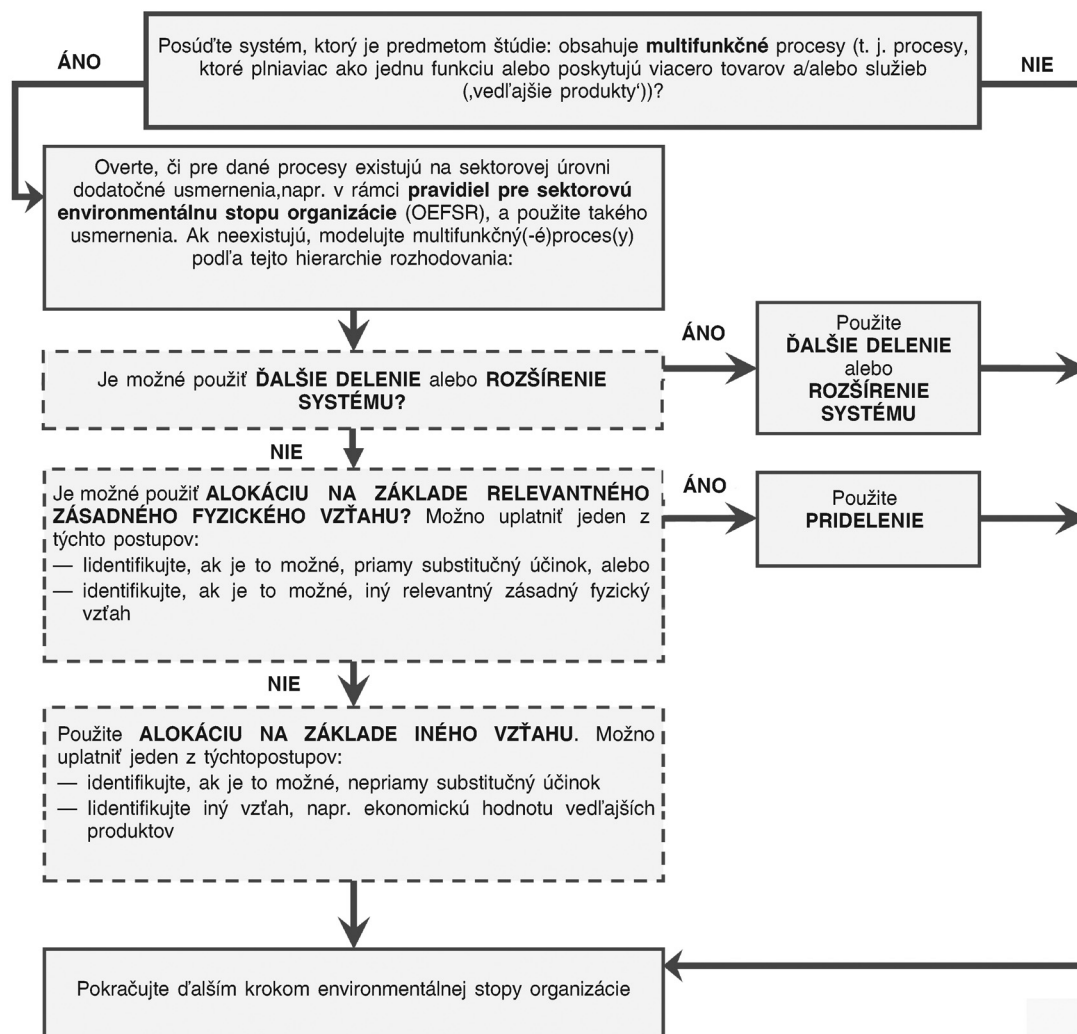 Posúďte systém, ktorý je predmetom štúdie: obsahuje multifunkčné procesy (t. j. procesy,
ktoré plniaviac ako jednu funkciu alebo poskytujú viacero tovarov a/alebo služieb
(‚vedľajšie produkty‘))?
ÁNO
NIE
Overte, či pre dané procesy existujú na sektorovej úrovni
dodatočné usmernenia,napr. v rámci pravidiel pre sektorovú
environmentálnu stopu organizácie (OEFSR), a použite takého
usmernenia. Ak neexistujú, modelujte multifunkčný(-é)proces(y)
podľa tejto hierarchie rozhodovania:
Je možné použiť ĎALŠIE DELENIE alebo ROZŠÍRENIE
SYSTÉMU?
ÁNO
Použite
ĎALŠIE DELENIE
alebo
ROZŠÍRENIE
SYSTÉMU
NIE
Je možné použiť ALOKÁCIU NA ZÁKLADE RELEVANTNÉHO
ZÁSADNÉHO FYZICKÉHO VZŤAHU? Možno uplatniť jeden z
týchto postupov:
— Iidentifikujte, ak je to možné, priamy substitučný účinok, alebo
— identifikujte, ak je to možné, iný relevantný zásadný fyzický
vzťah
ÁNO
Použite
PRIDELENIE
NIE
Použite ALOKÁCIU NA ZÁKLADE INÉHO VZŤAHU. Možno
uplatniť jeden z týchtopostupov:
— identifikujte, ak je to možné, nepriamy substitučný účinok
— Iidentifikujte iný vzťah, napr. ekonomickú hodnotu vedľajších
produktov
Pokračujte ďalším krokom environmentálnej stopy organizácie